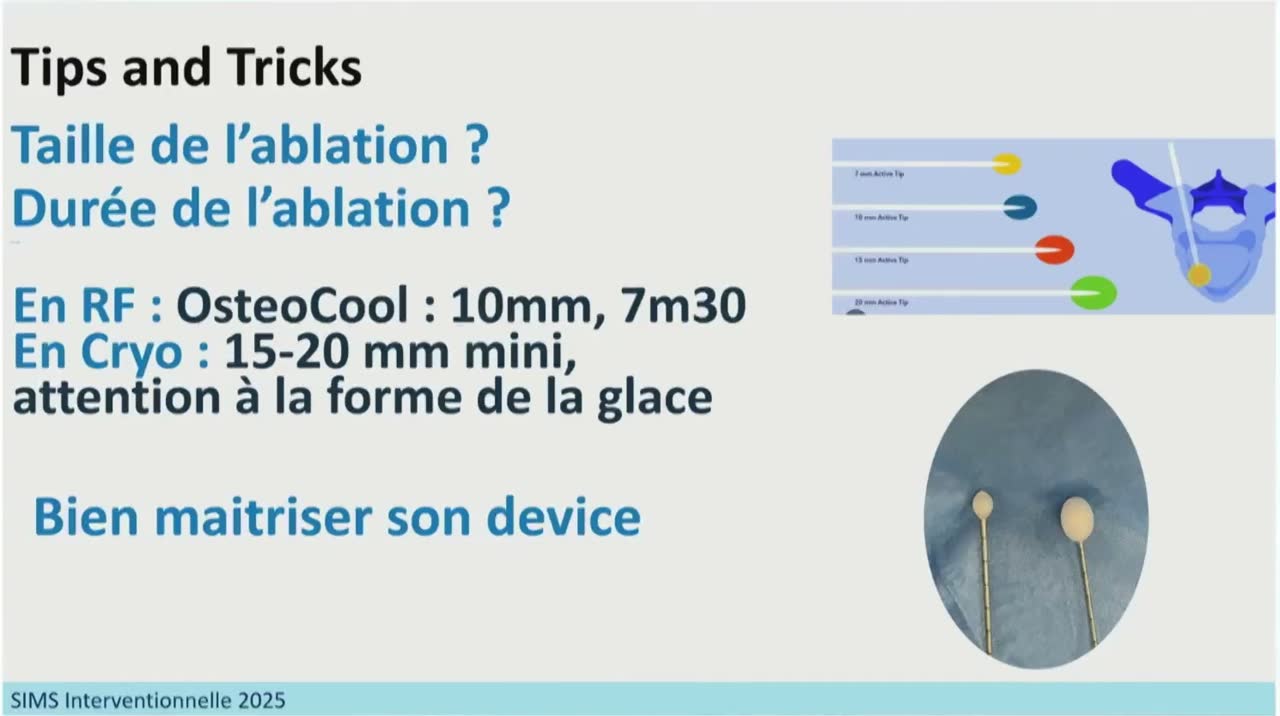 Tips and Tricks
Taille de l’ablation ?
Durée de l’ablation ?
En RF : OsteoCool : 10mm, 7m30
En Cryo : 15-20 mm mini,
attention à la forme de la glace
Bien maitriser son device
7 mm Active Tip
10 mm Active Tip
15 mm Active Tip
20 mm Active Tip
SIMS Interventionnelle 2025